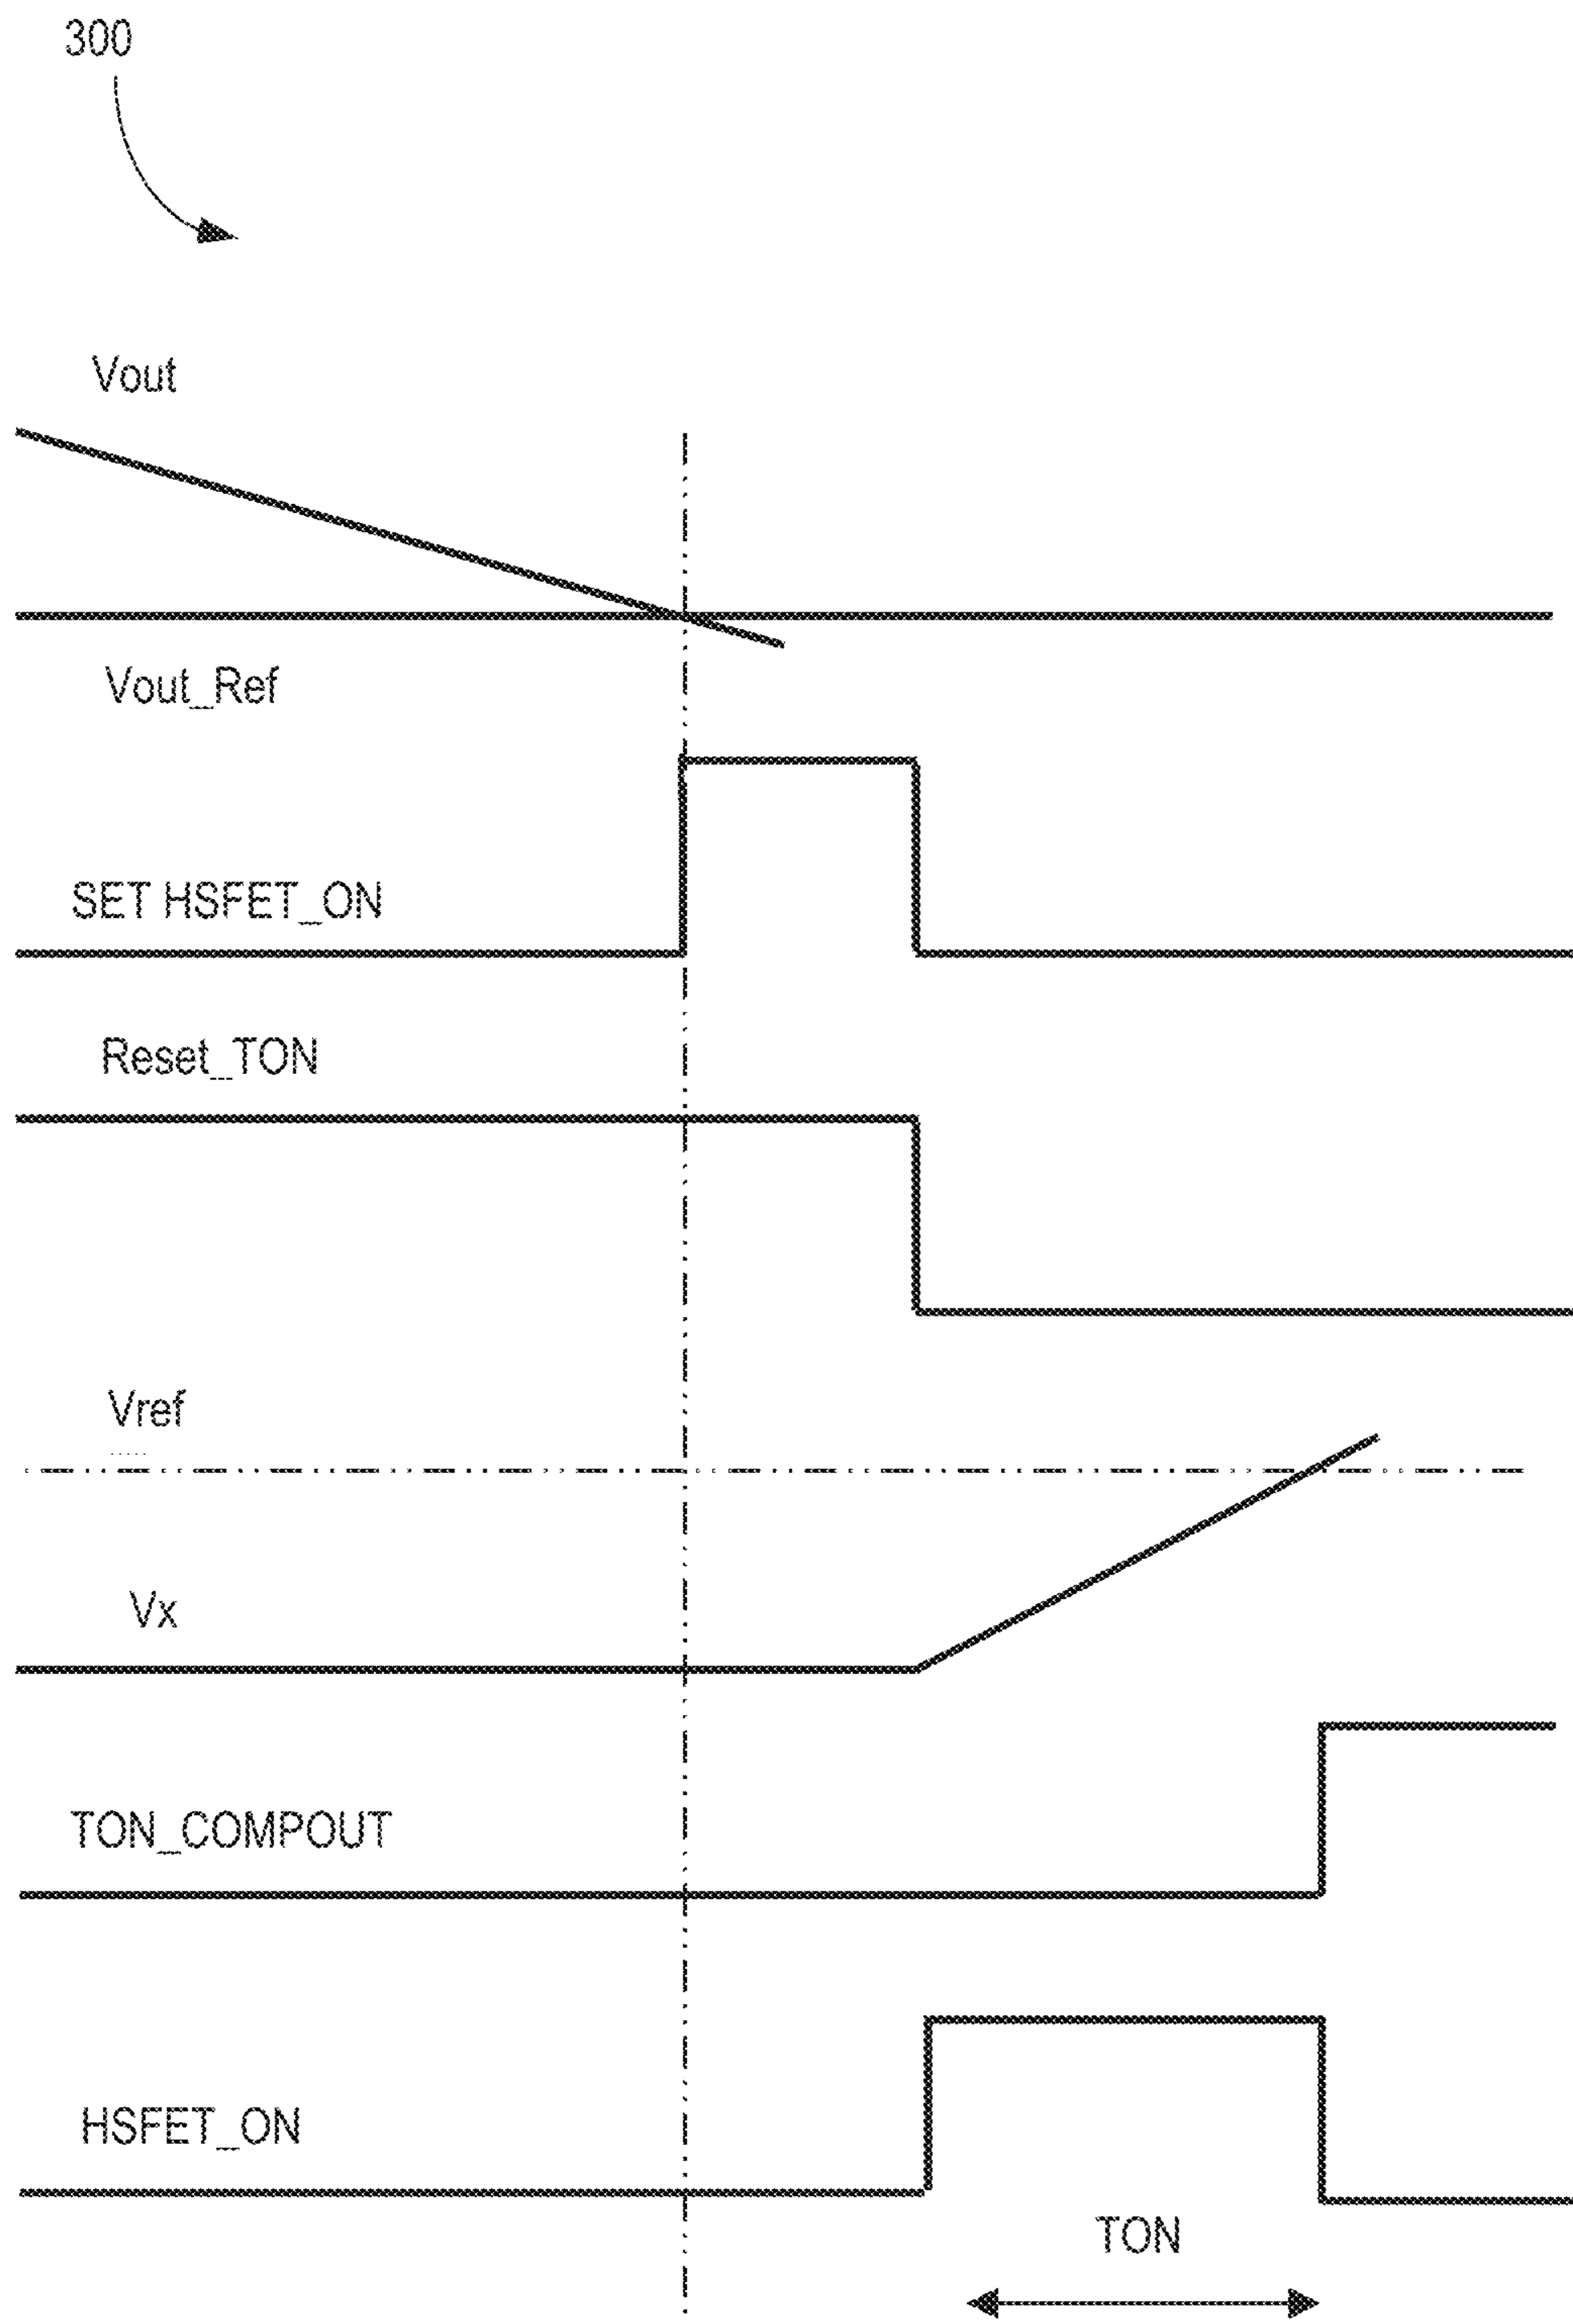 300
Vout
Vout_Ref
SET HSFET_ON
Reset_TON
Vref
Vx
TON_COMPOUT
HSFET_ON
TON